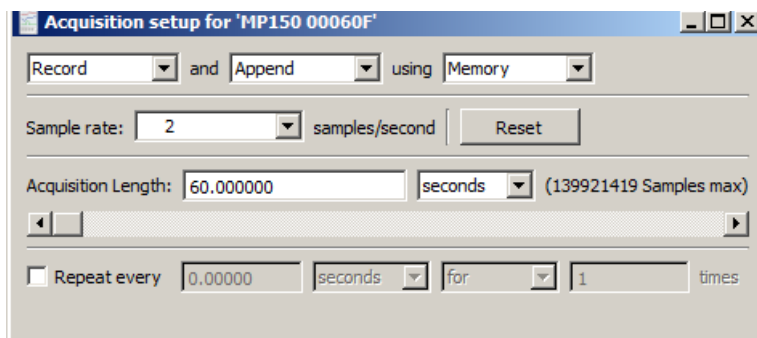 Acquisition setup for 'MP150 00060F'
Record and Append using Memory
Sample rate: 2 samples/second Reset
Acquisition Length: 60.000000 seconds (139921419 Samples max)
Repeat every 0.00000 seconds for 1 times